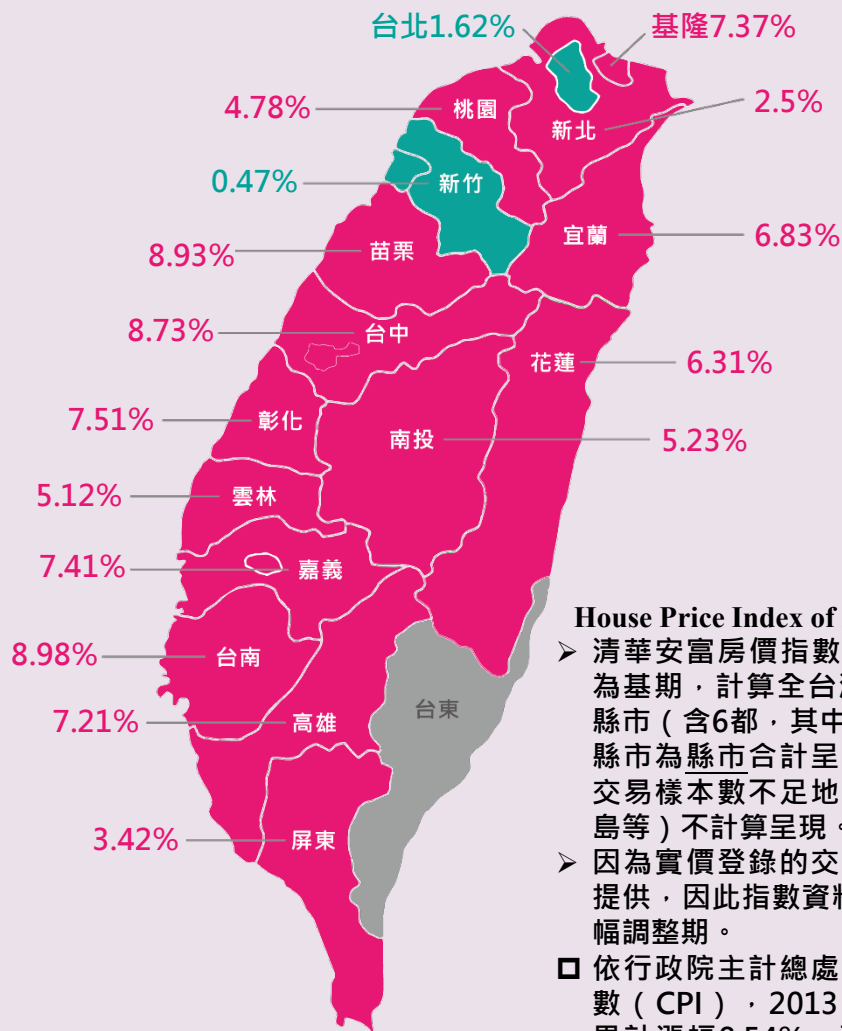 台北1.62%
基隆7.37%
4.78%
桃園
新北
2.5%
0.47%
新竹
宜蘭
6.83%
8.93%
苗栗
8.73%
台中
花蓮
6.31%
7.51%
彰化
南投
5.23%
5.12%
雲林
7.41%
嘉義
8.98%
台南
7.21%
高雄
台東
3.42%
屏東
House Price Index of
➢ 清華安富房價指數
為基期，計算全台
縣市（含6都，其中
縣市為縣市合計呈
交易樣本數不足地
島等）不計算呈現。
➢ 因為實價登錄的交
提供，因此指數資料
幅調整期。
❑ 依行政院主計總處
數（CPI），2013